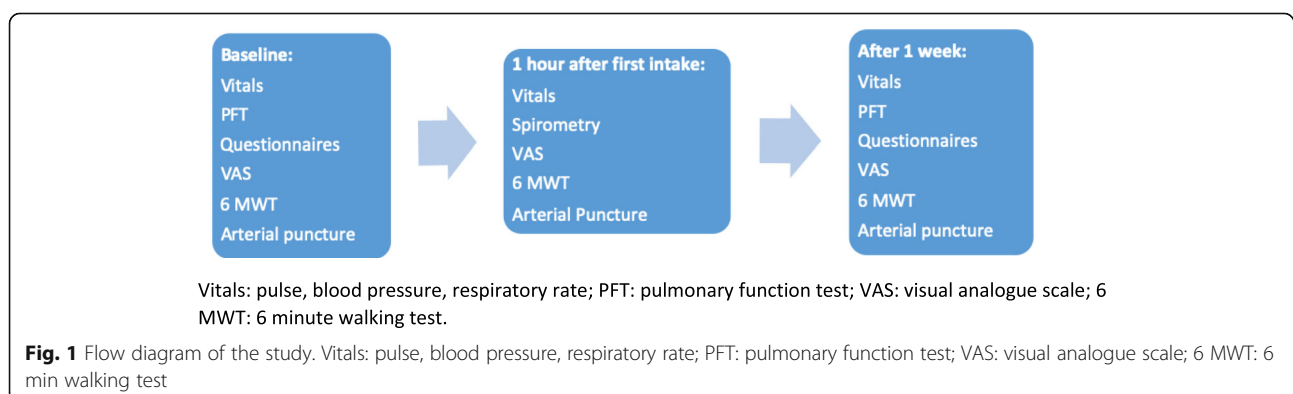 Baseline:
Vitals
PFT
Questionnaires
VAS
6 MWT
Arterial puncture
1 hour after first intake:
Vitals
Spirometry
VAS
6 MWT
Arterial Puncture
After 1 week:
Vitals
PFT
Questionnaires
VAS
6 MWT
Arterial puncture
Vitals: pulse, blood pressure, respiratory rate; PFT: pulmonary function test; VAS: visual analogue scale; 6
MWT: 6 minute walking test.
Fig. 1 Flow diagram of the study. Vitals: pulse, blood pressure, respiratory rate; PFT: pulmonary function test; VAS: visual analogue scale; 6 MWT: 6
min walking test